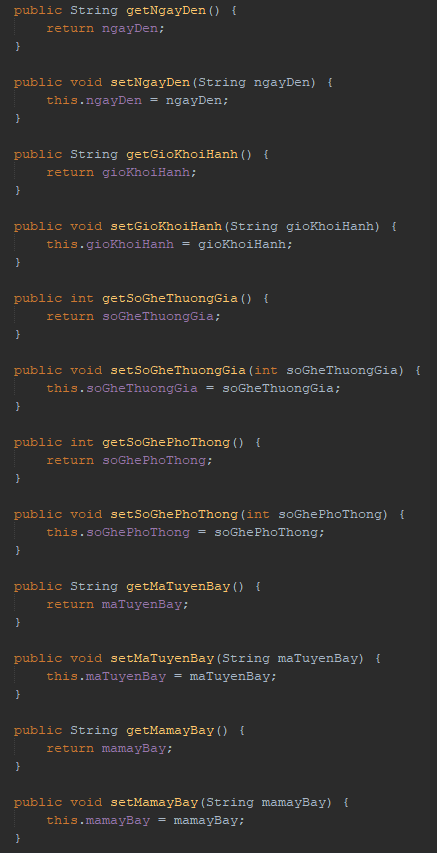 public String getNgayDen() {
    return ngayDen;
}

public void setNgayDen(String ngayDen) {
    this.ngayDen = ngayDen;
}

public String getGioKhoiHanh() {
    return gioKhoiHanh;
}

public void setGioKhoiHanh(String gioKhoiHanh) {
    this.gioKhoiHanh = gioKhoiHanh;
}

public int getSoGheThuongGia() {
    return soGheThuongGia;
}

public void setSoGheThuongGia(int soGheThuongGia) {
    this.soGheThuongGia = soGheThuongGia;
}

public int getSoGhePhoThong() {
    return soGhePhoThong;
}

public void setSoGhePhoThong(int soGhePhoThong) {
    this.soGhePhoThong = soGhePhoThong;
}

public String getMaTuyenBay() {
    return maTuyenBay;
}

public void setMaTuyenBay(String maTuyenBay) {
    this.maTuyenBay = maTuyenBay;
}

public String getMamayBay() {
    return mamayBay;
}

public void setMamayBay(String mamayBay) {
    this.mamayBay = mamayBay;
}